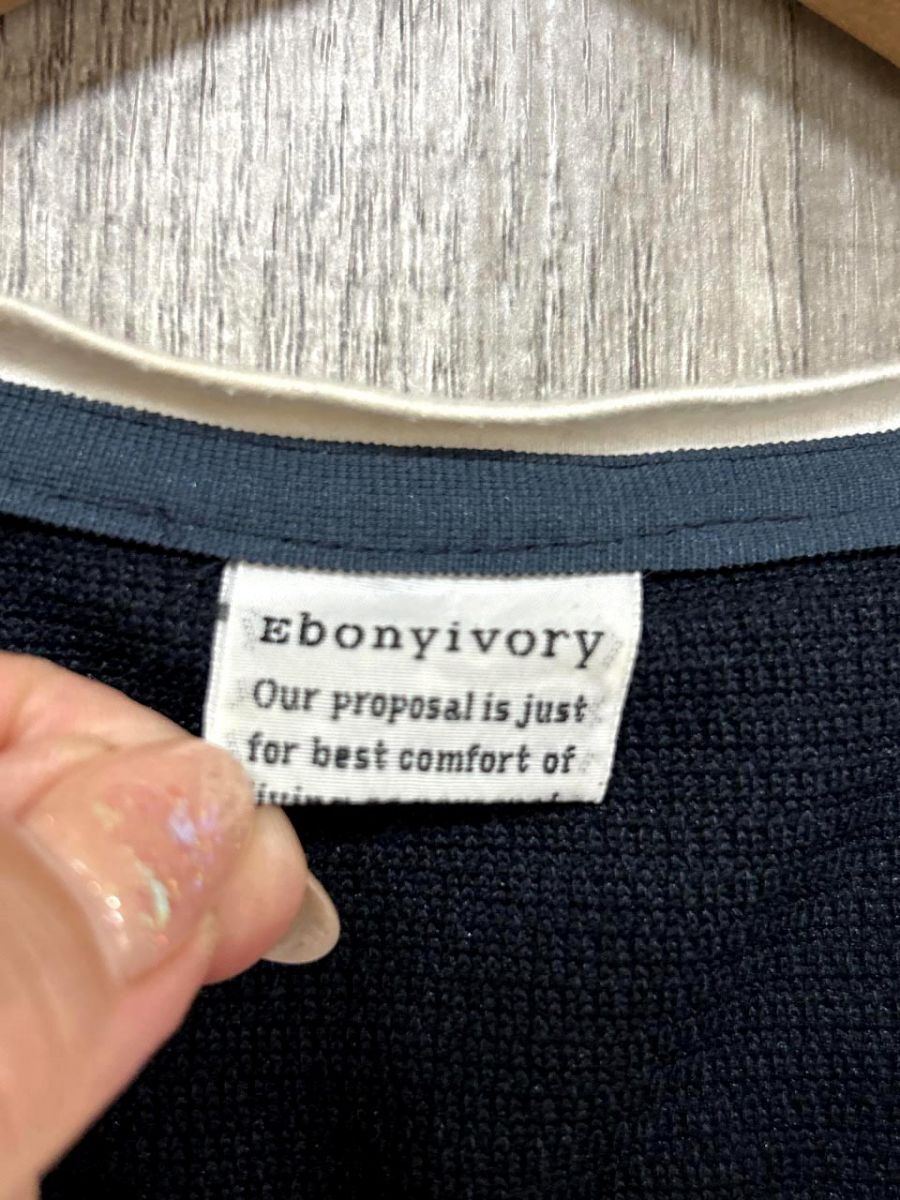 Ebonyivory
Our proposal is just
for best comfort of